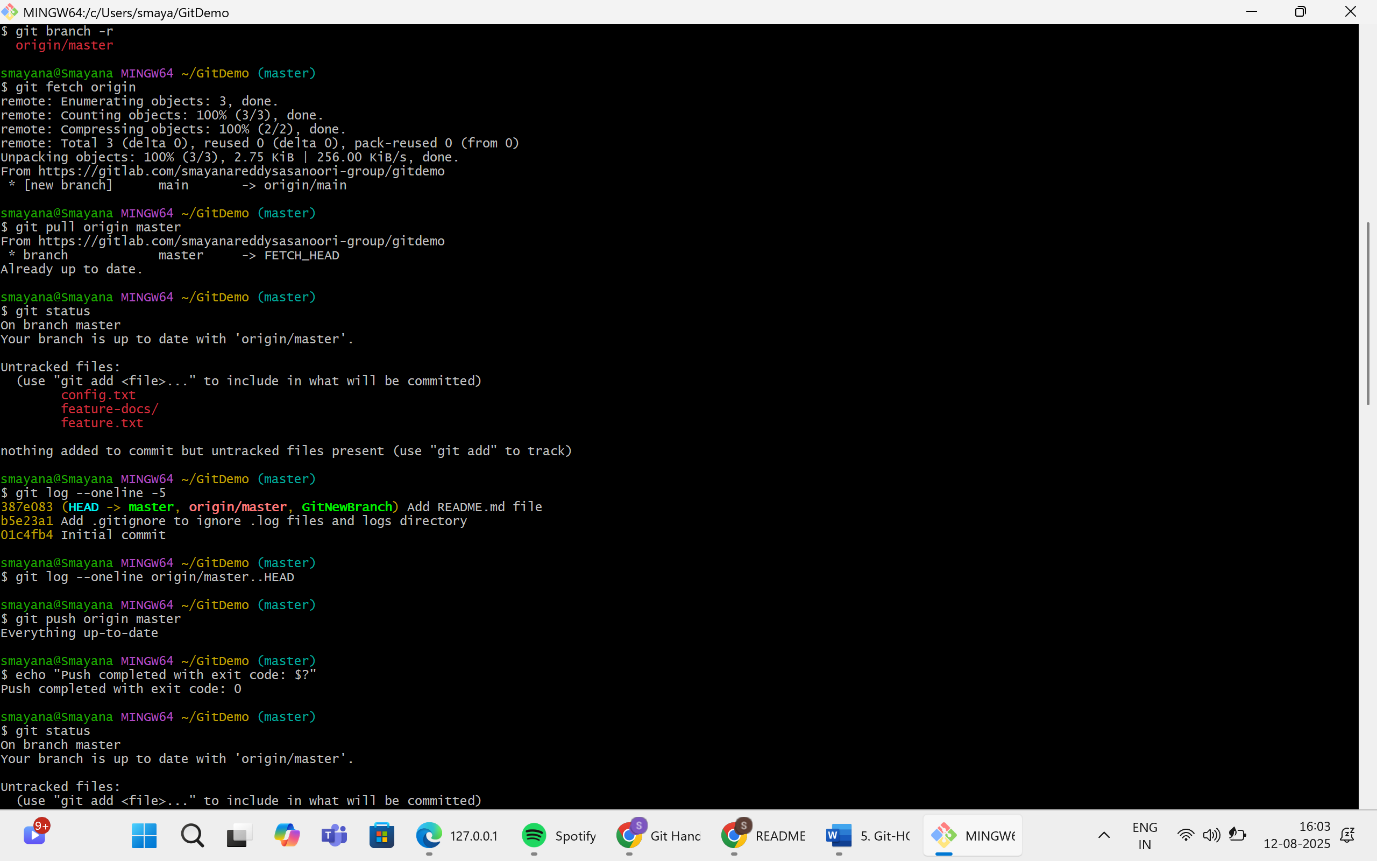 MINGW64:/c/Users/smaya/GitDemo
$ git branch -r
  origin/master
smayana@Smayana MINGW64 ~/GitDemo (master)
$ git fetch origin
remote: Enumerating objects: 3, done.
remote: Counting objects: 100% (3/3), done.
remote: Compressing objects: 100% (2/2), done.
remote: Total 3 (delta 0), reused 0 (delta 0), pack-reused 0 (from 0)
Unpacking objects: 100% (3/3), 2.75 KiB | 256.00 KiB/s, done.
From https://gitlab.com/smayanareddysasanoori-group/gitdemo
 * [new branch]      main       -> origin/main
smayana@Smayana MINGW64 ~/GitDemo (master)
$ git pull origin master
From https://gitlab.com/smayanareddysasanoori-group/gitdemo
 * branch            master     -> FETCH_HEAD
Already up to date.
smayana@Smayana MINGW64 ~/GitDemo (master)
$ git status
On branch master
Your branch is up to date with 'origin/master'.
Untracked files:
  (use "git add <file>..." to include in what will be committed)
        config.txt
        feature-docs/
        feature.txt
nothing added to commit but untracked files present (use "git add" to track)
smayana@Smayana MINGW64 ~/GitDemo (master)
$ git log --oneline -5
387e083 (HEAD -> master, origin/master, GitNewBranch) Add README.md file
b5e23a1 Add .gitignore to ignore .log files and logs directory
01c4fb4 Initial commit
smayana@Smayana MINGW64 ~/GitDemo (master)
$ git log --oneline origin/master..HEAD
smayana@Smayana MINGW64 ~/GitDemo (master)
$ git push origin master
Everything up-to-date
smayana@Smayana MINGW64 ~/GitDemo (master)
$ echo "Push completed with exit code: $?"
Push completed with exit code: 0
smayana@Smayana MINGW64 ~/GitDemo (master)
$ git status
On branch master
Your branch is up to date with 'origin/master'.
Untracked files:
  (use "git add <file>..." to include in what will be committed)
9+
127.0.0.1
Spotify
S
Git Hanc
S
README
W
5. Git-HC
MINGW6
ENG
IN
16:03
12-08-2025